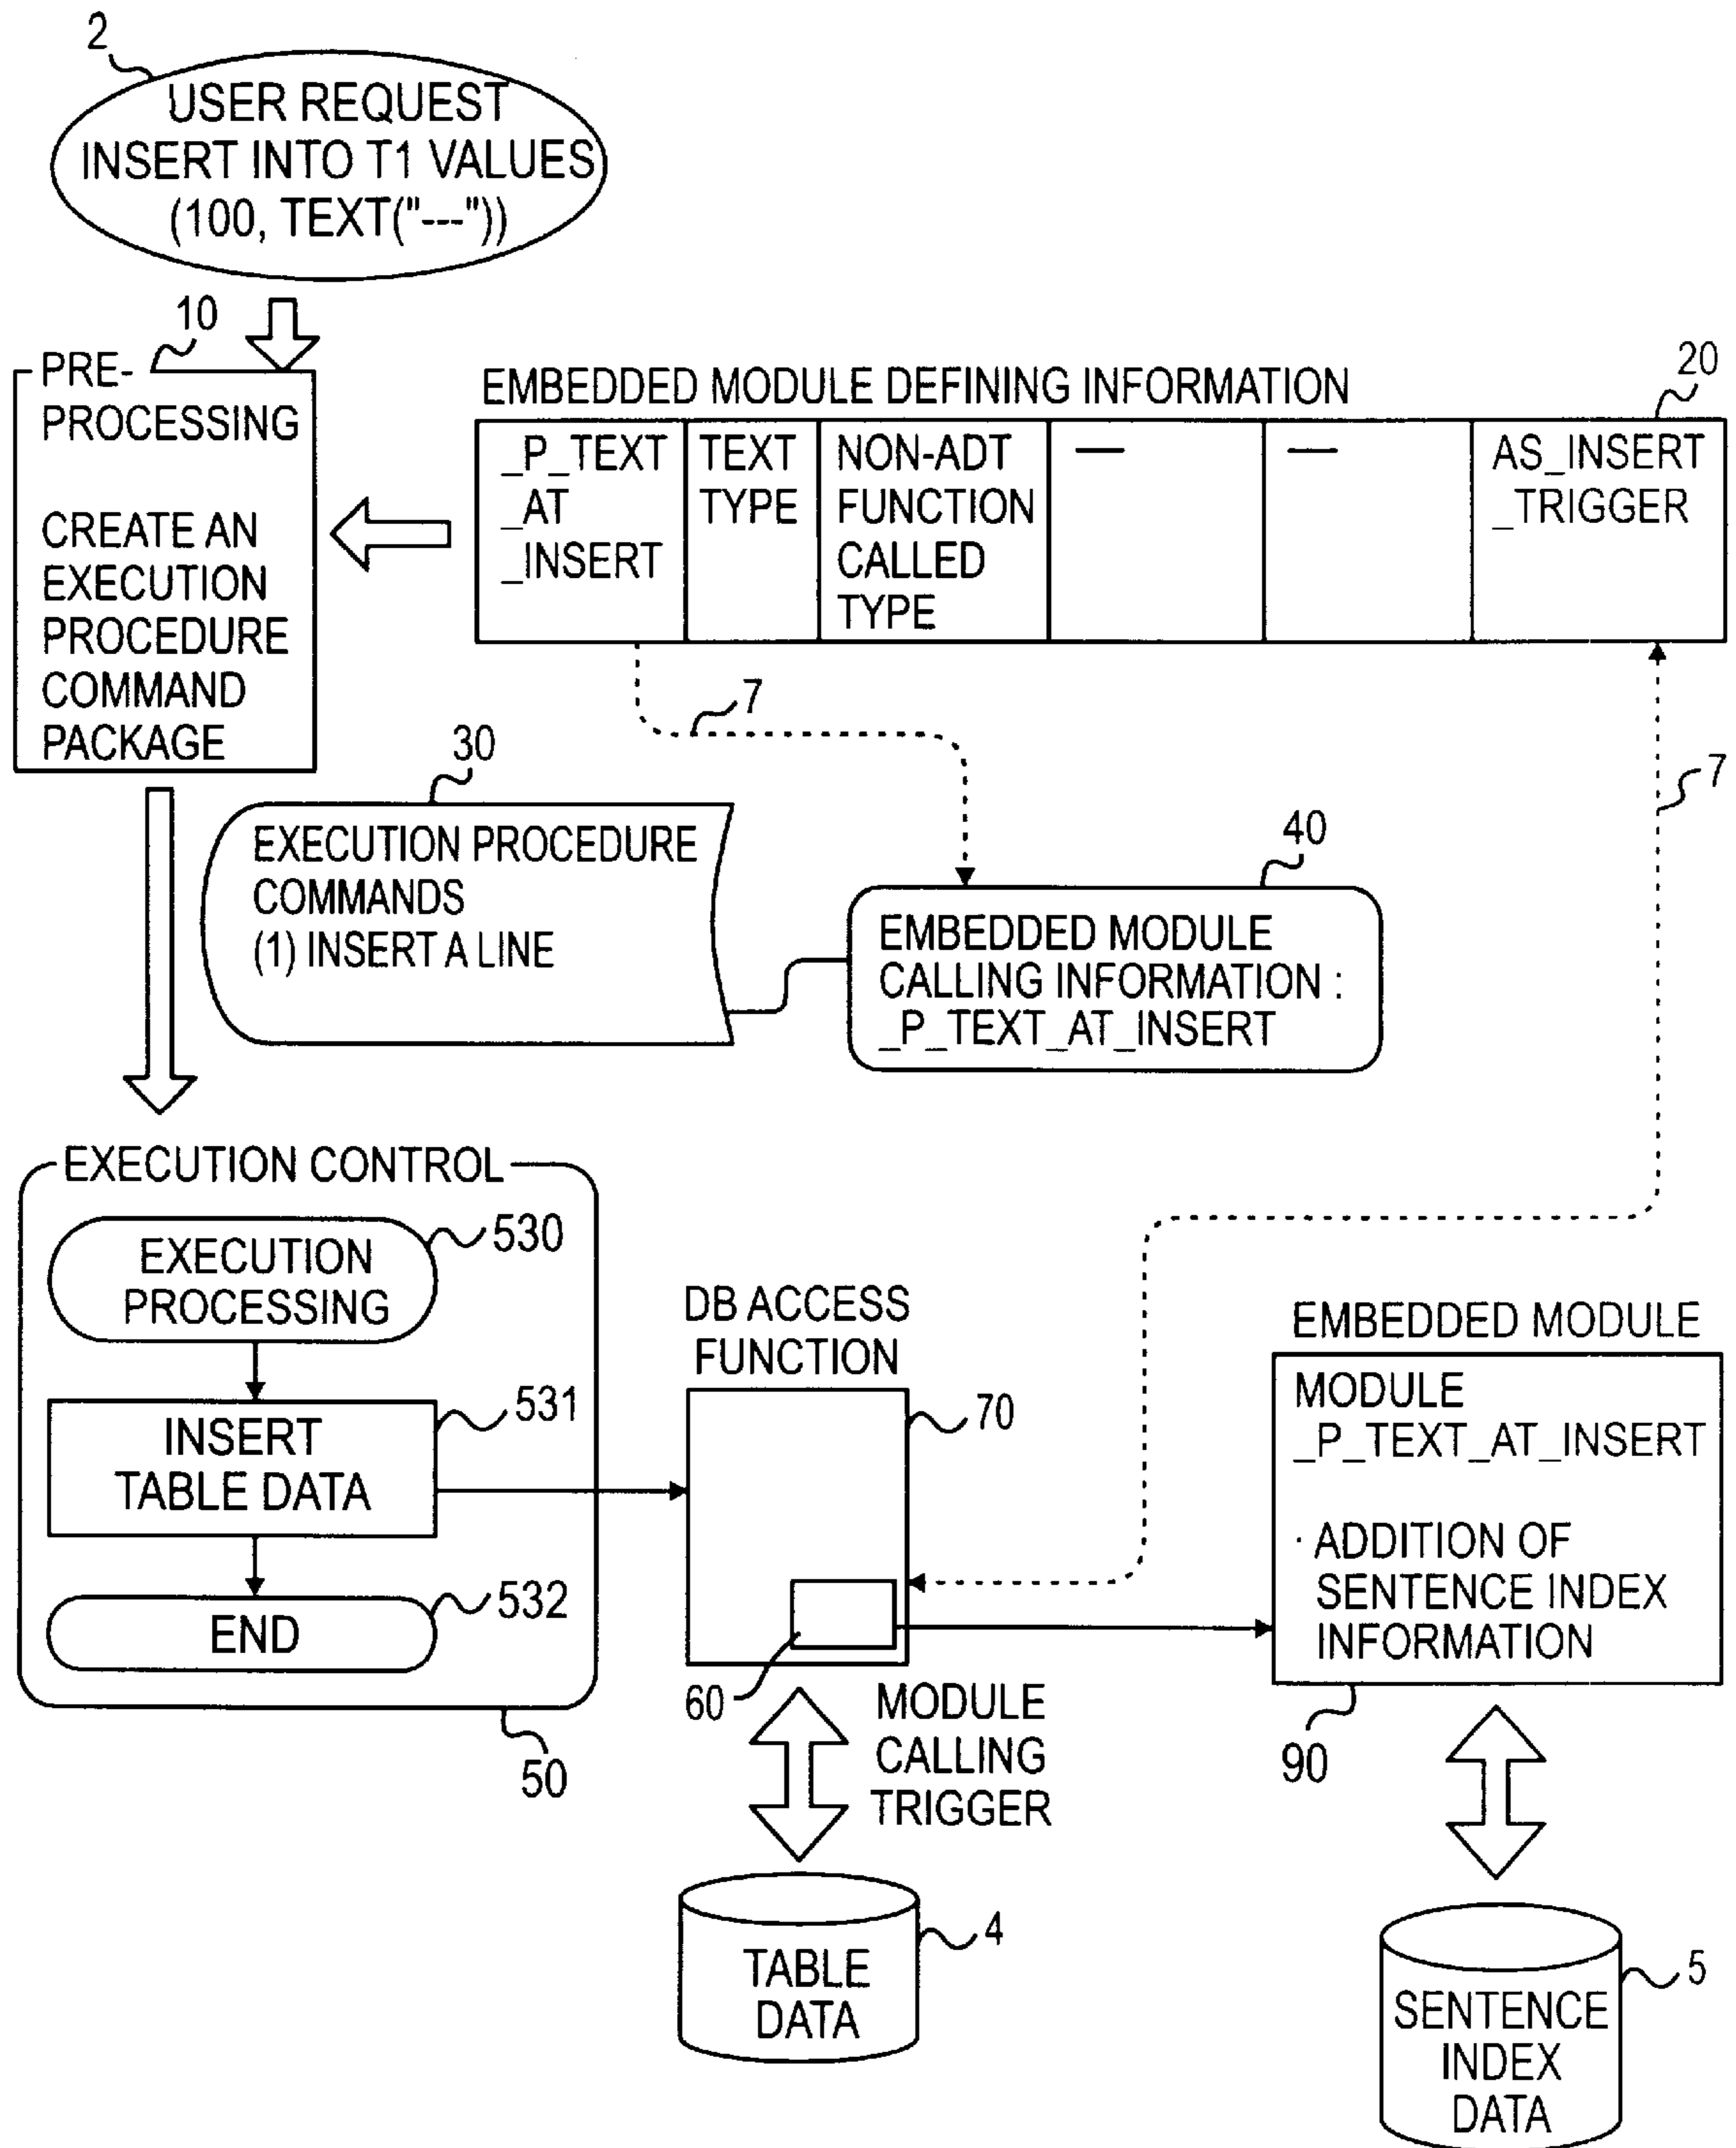 2
USER REQUEST
INSERT INTO T1 VALUES
(100, TEXT("---"))
10
PRE-
PROCESSING
CREATE AN
EXECUTION
PROCEDURE
COMMAND
PACKAGE
EMBEDDED MODULE DEFINING INFORMATION
20
_P_TEXT
_AT
_INSERT
TEXT
TYPE
NON-ADT
FUNCTION
CALLED
TYPE
—
—
AS_INSERT
_TRIGGER
7
7
30
EXECUTION PROCEDURE
COMMANDS
(1) INSERT A LINE
40
EMBEDDED MODULE
CALLING INFORMATION :
_P_TEXT_AT_INSERT
EXECUTION CONTROL
EXECUTION
PROCESSING
530
INSERT
TABLE DATA
531
END
532
50
DB ACCESS
FUNCTION
70
60
MODULE
CALLING
TRIGGER
EMBEDDED MODULE
MODULE
_P_TEXT_AT_INSERT
· ADDITION OF
SENTENCE INDEX
INFORMATION
90
TABLE
DATA
4
SENTENCE
INDEX
DATA
5